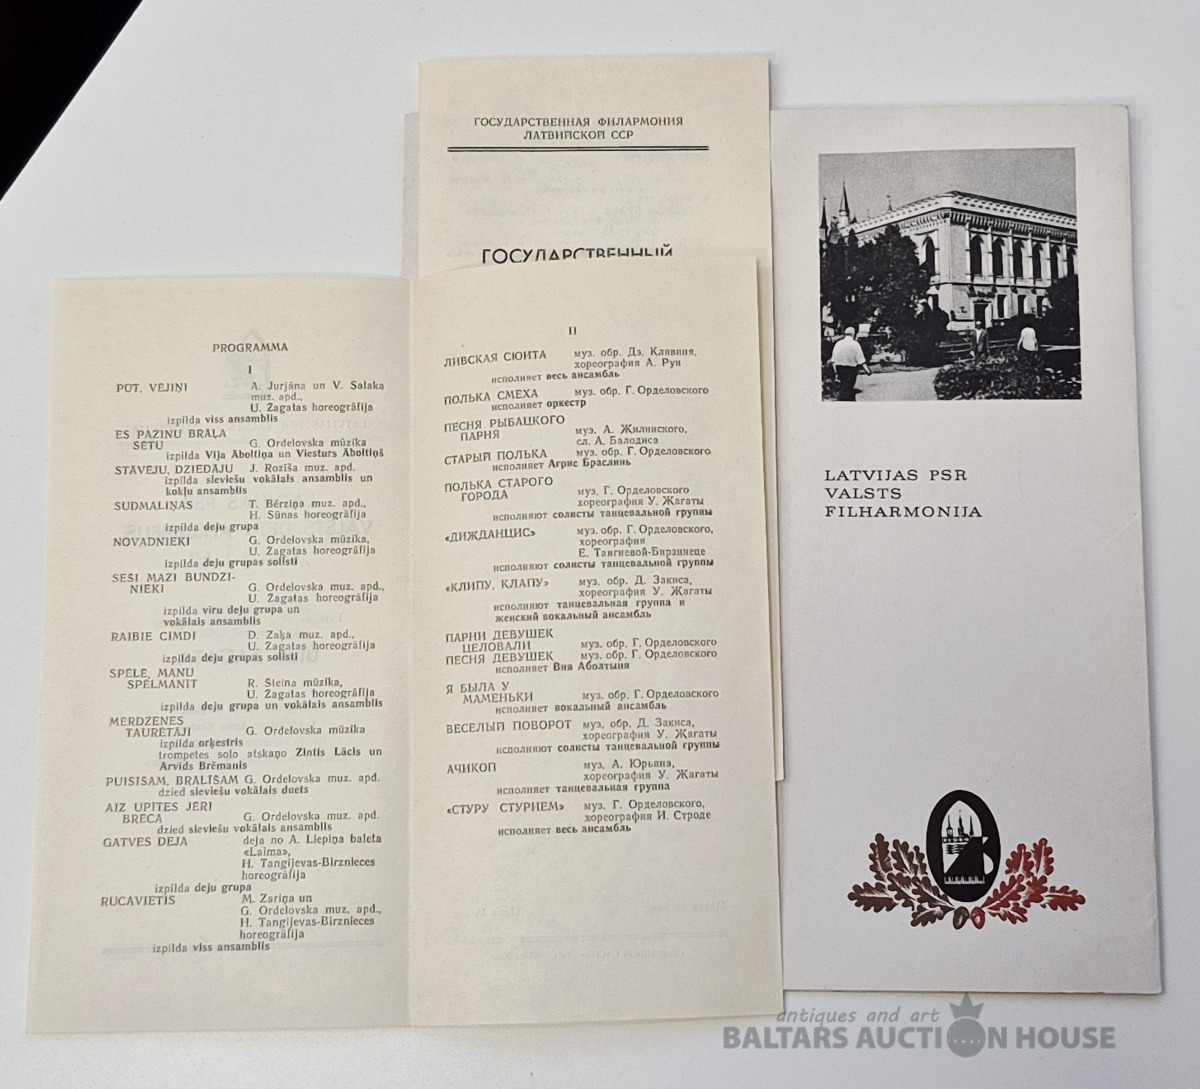 ГОСУДАРСТВЕННАЯ ФИЛАРМОНИЯ
ЛАТВИЙСКОЙ ССР
ГОСУДАРСТВЕННЫЙ
PROGRAMMA
I
PŪT, VĒJIŅI A. Jurjāna un V. Salaka
muz. apd.,
U. Žagatas horeogrāfija
izpilda viss ansamblis
ES PAZINU BRĀĻA
SĒTU G. Ordelovska mūzika
izpilda Vija Āboltiņa un Viesturs Āboltiņš
STĀVĒJU, DZIEDĀJU J. Rozīša muz. apd.
izpilda sieviešu vokālais ansamblis un
kokļu ansamblis
SUDMALIŅAS T. Bērziņa muz. apd.,
H. Sūnas horeogrāfija
izpilda deju grupa
NOVADNIEKI G. Ordelovska mūzika,
U. Žagatas horeogrāfija
izpilda deju grupas solisti
SEŠI MAZI BUNDZI-
NIEKI G. Ordelovska muz. apd.,
U. Žagatas horeogrāfija
izpilda vīru deju grupa un
vokālais ansamblis
RAIBIE CIMDI D. Zaķa muz. apd.,
U. Žagatas horeogrāfija
izpilda deju grupas solisti
SPĒLĒ, MANU
SPĒLMANĪT R. Šteina mūzika,
U. Žagatas horeogrāfija
izpilda deju grupa un vokālais ansamblis
MERDZENES
TAURĒTĀJI G. Ordelovska mūzika
izpilda orķestris
trompetes solo atskaņo Zintis Lācis un
Arvīds Brēmanis
PUIŠIŠAM, BRĀLĪŠAM G. Ordelovska muz. apd.
dzied sieviešu vokālais duets
AIZ UPĪTES JĒRI
BRĒCA G. Ordelovska muz. apd.
dzied sieviešu vokālais ansamblis
GATVES DEJA deja no A. Liepiņa baleta
«Laima»,
H. Tangijevas-Birznieces
horeogrāfija
izpilda deju grupa
RUCAVIETIS M. Zariņa un
G. Ordelovska muz. apd.,
H. Tangijevas-Birznieces
horeogrāfija
izpilda viss ansamblis
II
ЛИВСКАЯ СЮИТА муз. обр. Дз. Клявиня,
хореография А. Рун
исполняет весь ансамбль
ПОЛЬКА СМЕХА муз. обр. Г. Орделовского
исполняет оркестр
ПЕСНЯ РЫБАЦКОГО
ПАРНЯ муз. А. Жилинского,
сл. А. Балодиса
СТАРЫЙ ПОЛЬКА муз. обр. Г. Орделовского
исполняет Агрис Браслинь
ПОЛЬКА СТАРОГО
ГОРОДА муз. Г. Орделовского
хореография У. Жагаты
исполняют солисты танцевальной группы
«ДИЖДАНЦИС» муз. обр. Г. Орделовского,
хореография
Е. Тангиевой-Бирзниеце
исполняют солисты танцевальной группы
«КЛИПУ, КЛАПУ» муз. обр. Д. Закиса,
хореография У. Жагаты
исполняют танцевальная группа и
женский вокальный ансамбль
ПАРНИ ДЕВУШЕК
ЦЕЛОВАЛИ муз. обр. Г. Орделовского
ПЕСНЯ ДЕВУШЕК муз. обр. Г. Орделовского
исполняет Вия Аболтыня
Я БЫЛА У
МАМЕНЬКИ муз. обр. Г. Орделовского
исполняет вокальный ансамбль
ВЕСЕЛЫЙ ПОВОРОТ муз. обр. Д. Закиса,
хореография У. Жагаты
исполняют солисты танцевальной группы
АЧИКОП муз. А. Юрьяна,
хореография У. Жагаты
исполняет танцевальная группа
«СТУРУ СТУРИЕМ» муз. Г. Орделовского,
хореография И. Строде
исполняет весь ансамбль
LATVIJAS PSR
VALSTS
FILHARMONIJA
antiques and art
BALTARS AUCTION HOUSE